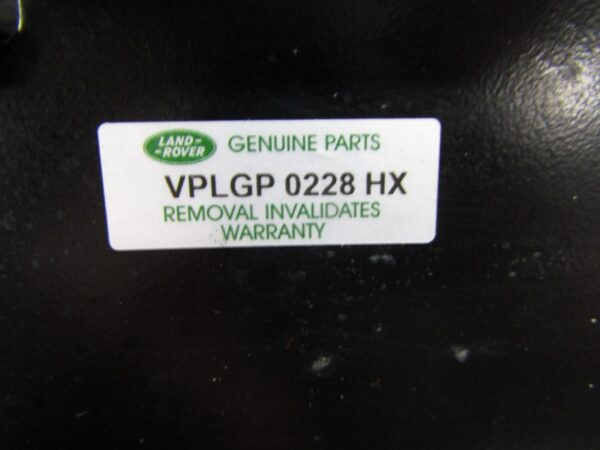 LAND-
-ROVER
GENUINE PARTS
VPLGP 0228 HX
REMOVAL INVALIDATES
WARRANTY